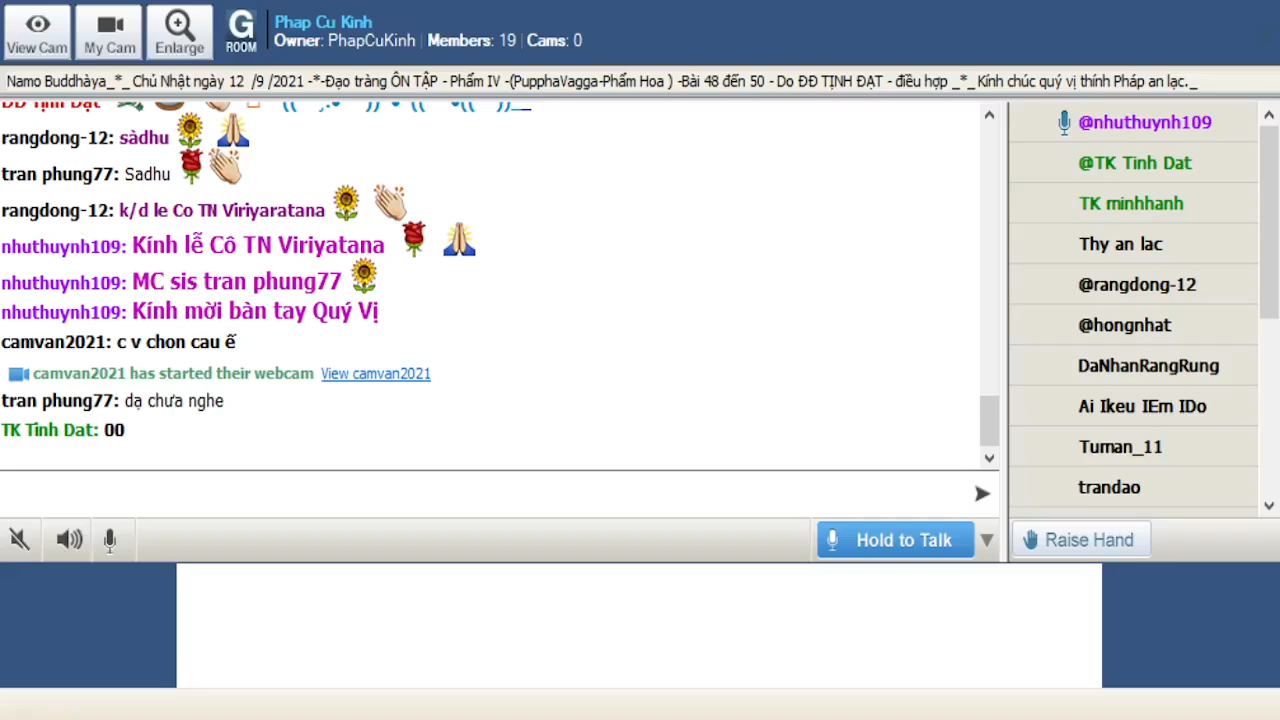 View Cam
My Cam
Enlarge
G
ROOM
Phap Cu Kinh
Owner: PhapCuKinh | Members: 19 | Cams: 0
Namo Buddhàya_*_ Chủ Nhật ngày 12 /9 /2021 -*-Đạo tràng ÔN TẬP - Phẩm IV -(PupphaVagga-Phẩm Hoa ) -Bài 48 đến 50 - Do ĐĐ TỊNH ĐẠT - điều hợp _*_ Kính chúc quý vị thính Pháp an lạc._
ĐĐ Tịnh Đạt
rangdong-12: sàdhu
tran phung77: Sadhu
rangdong-12: k/d le Co TN Viriyaratana
nhuthuynh109: Kính lễ Cô TN Viriyatana
nhuthuynh109: MC sis tran phung77
nhuthuynh109: Kính mời bàn tay Quý Vị
camvan2021: c v chon cau ế
camvan2021 has started their webcam View camvan2021
tran phung77: dạ chưa nghe
TK Tinh Dat: 00
Hold to Talk
@nhuthuynh109
@TK Tinh Dat
TK minhhanh
Thy an lac
@rangdong-12
@hongnhat
DaNhanRangRung
Ai Ikeu IEm IDo
Tuman_11
trandao
Raise Hand